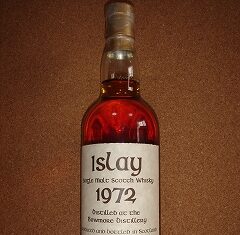 Islay
Single Malt Scotch Whisky
1972
Distilled at the
Bowmore Distillery
and bottled in Scotland